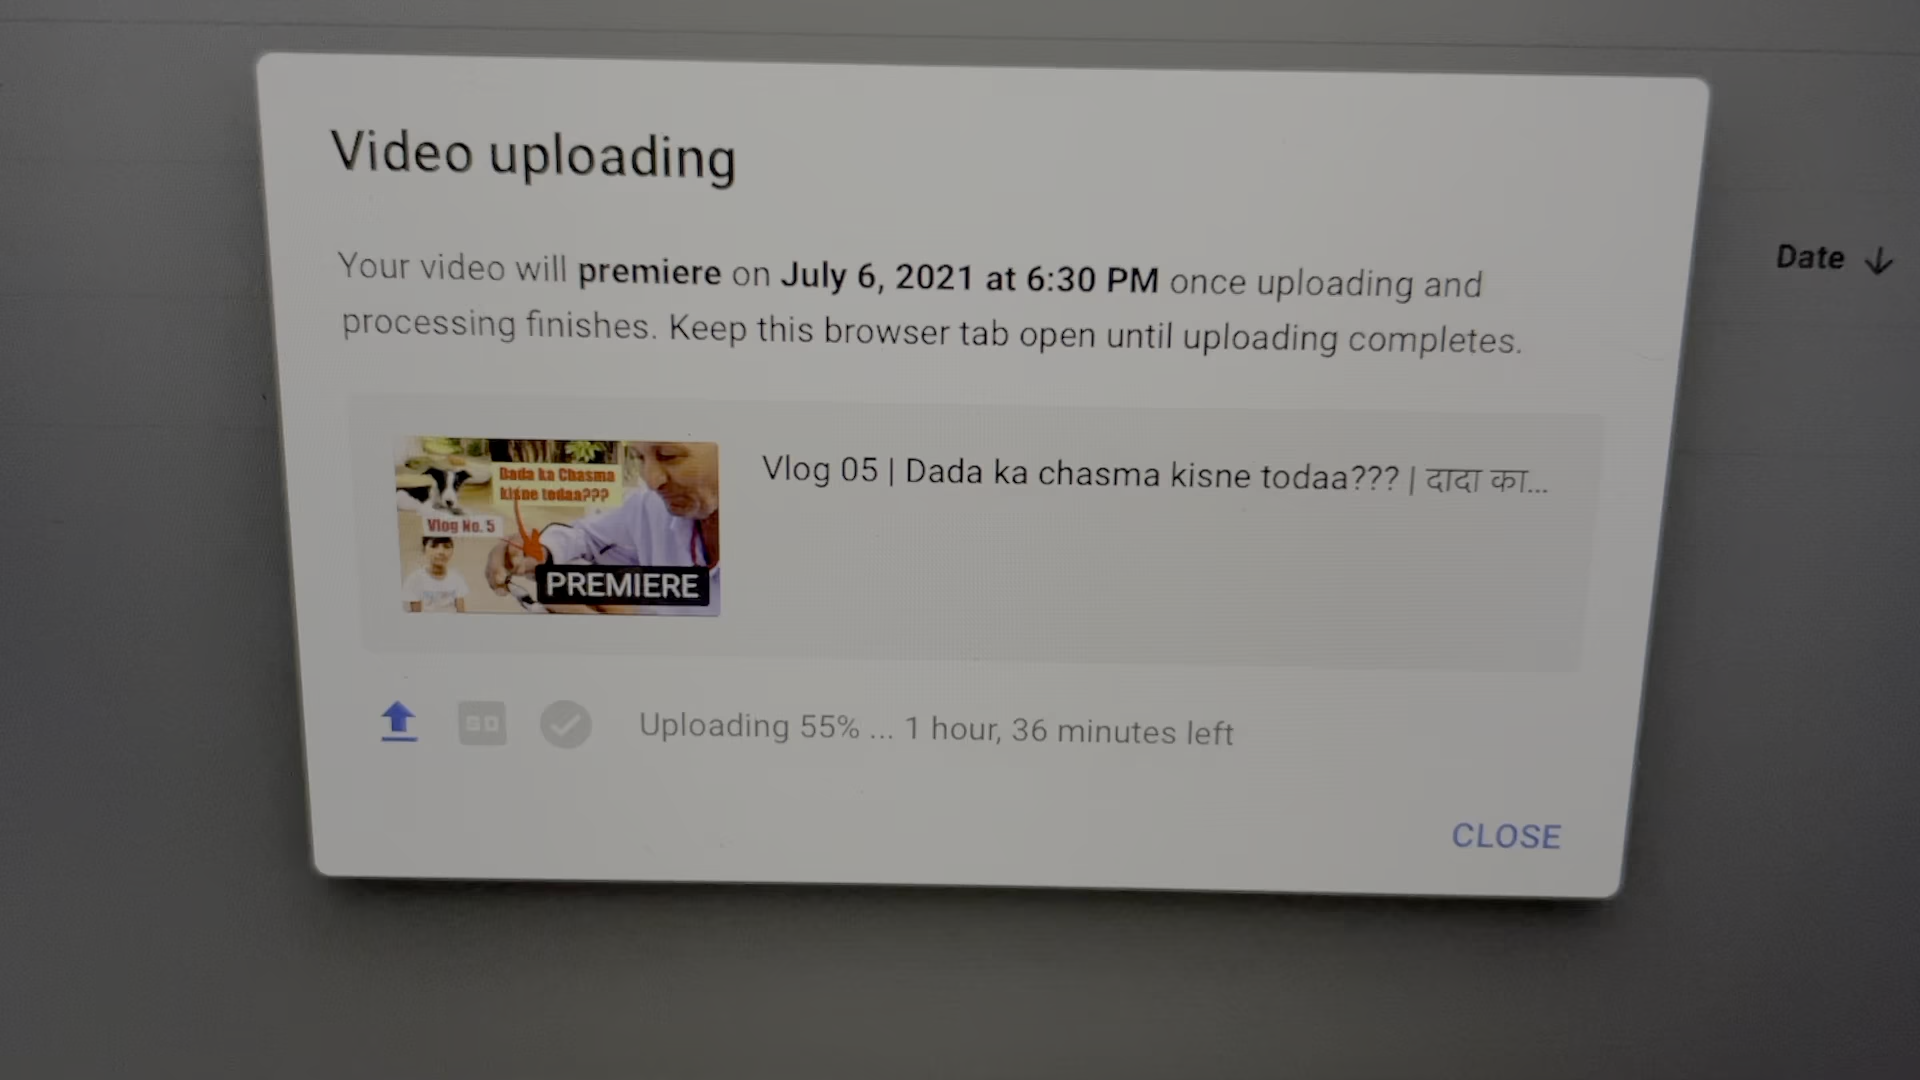 Video uploading
Date ↓
Your video will premiere on July 6, 2021 at 6:30 PM once uploading and
processing finishes. Keep this browser tab open until uploading completes.
Dada ka Chasma
kisne todaa???
Vlog No. 5
PREMIERE
Vlog 05 | Dada ka chasma kisne todaa??? | दादा का...
SD
Uploading 55% ... 1 hour, 36 minutes left
CLOSE